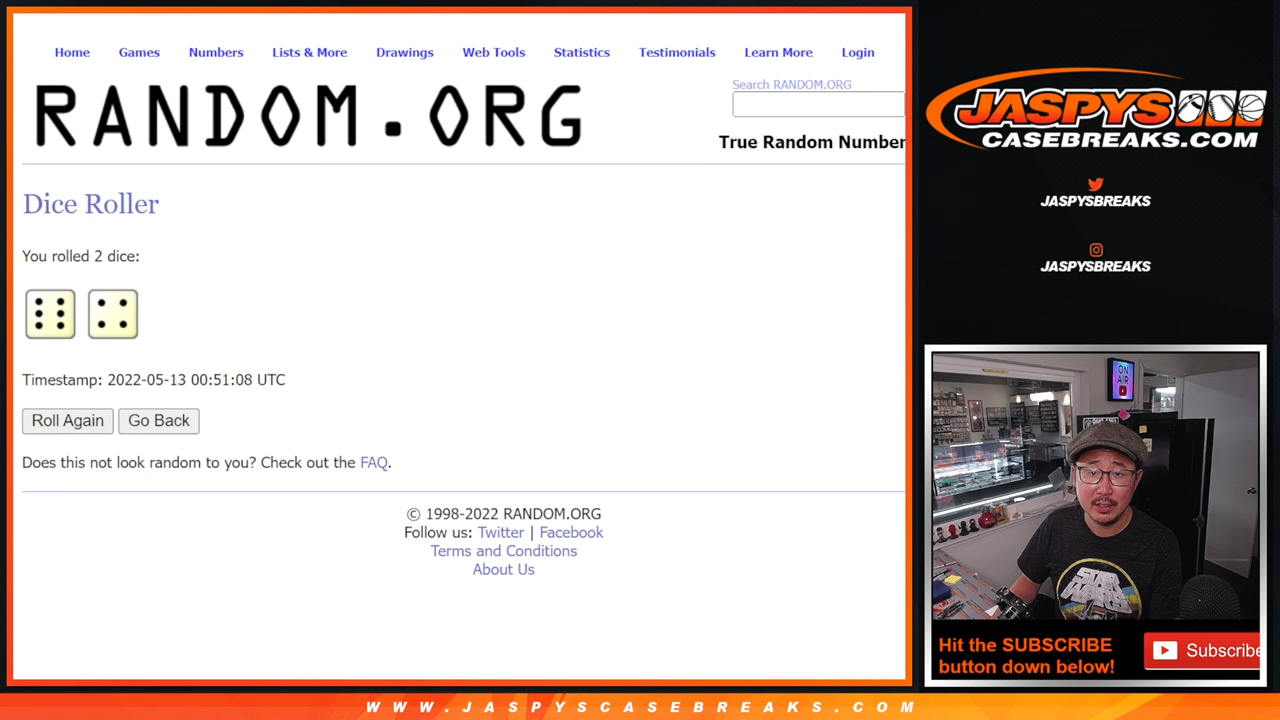 Home Games Numbers Lists & More Drawings Web Tools Statistics Testimonials Learn More Login
RANDOM.ORG
Search RANDOM.ORG
True Random Number
Dice Roller
You rolled 2 dice:
Timestamp: 2022-05-13 00:51:08 UTC
Roll Again Go Back
Does this not look random to you? Check out the FAQ.
© 1998-2022 RANDOM.ORG
Follow us: Twitter | Facebook
Terms and Conditions
About Us
JASPYS
CASEBREAKS.COM
JASPYSBREAKS
JASPYSBREAKS
ON
AIR
STAR
WARS
Hit the SUBSCRIBE
button down below!
Subscribe
WWW.JASPYSCASEBREAKS.COM